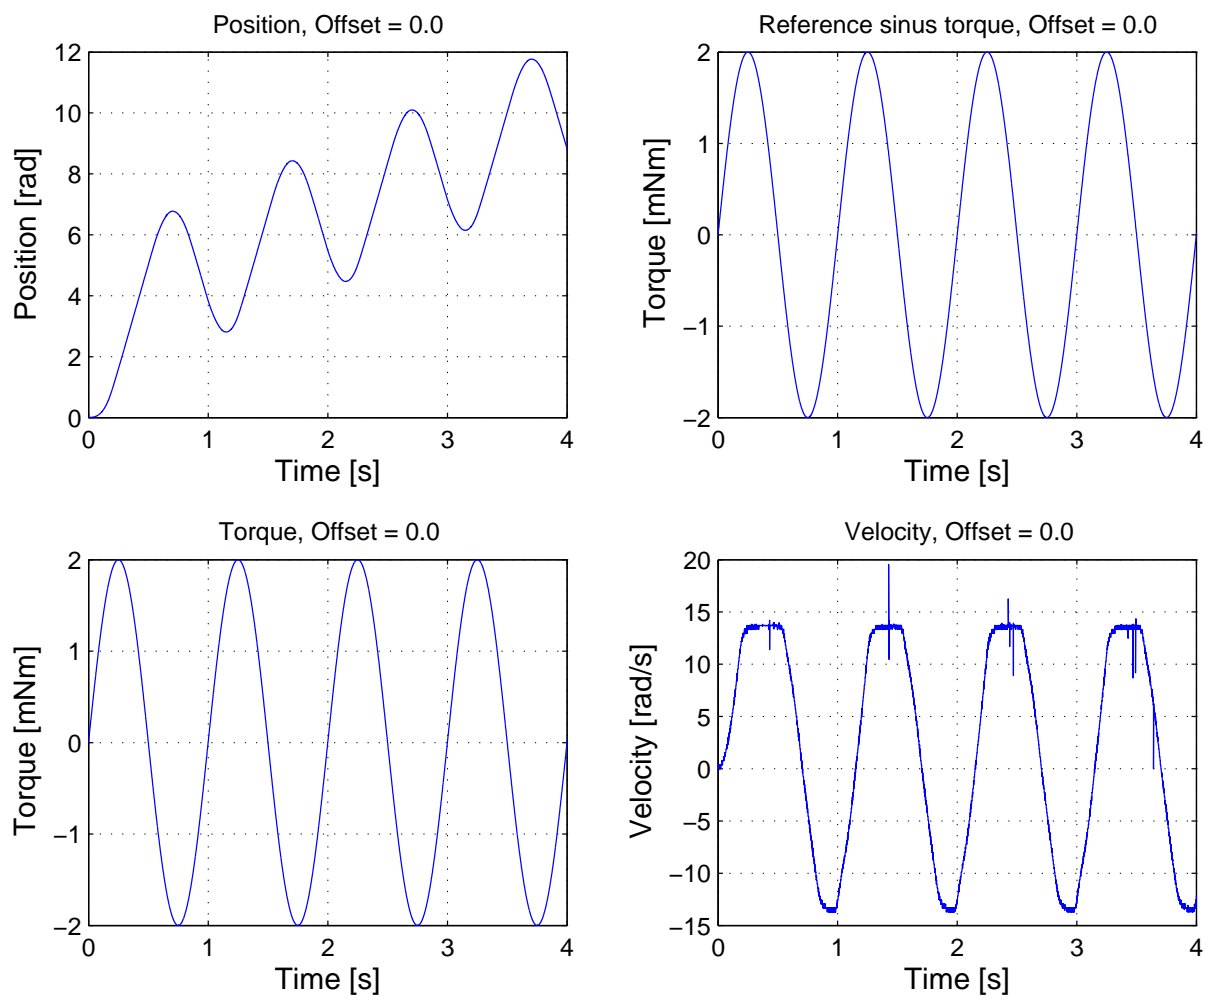 Position, Offset = 0.0
12
10
8
6
4
2
0
Position [rad]
0 1 2 3 4
Time [s]
Reference sinus torque, Offset = 0.0
2
1
0
−1
−2
Torque [mNm]
0 1 2 3 4
Time [s]
Torque, Offset = 0.0
2
1
0
−1
−2
Torque [mNm]
0 1 2 3 4
Time [s]
Velocity, Offset = 0.0
20
15
10
5
0
−5
−10
−15
Velocity [rad/s]
0 1 2 3 4
Time [s]